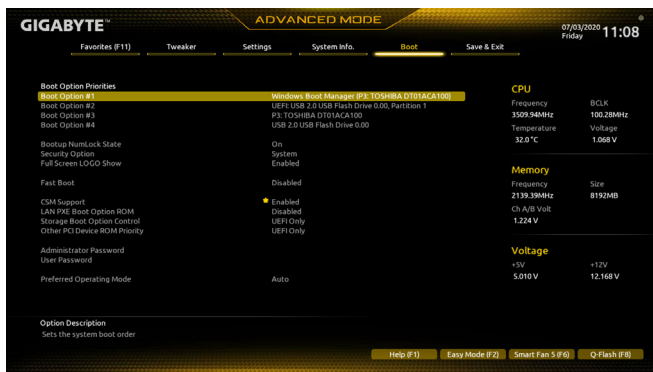 GIGABYTE™
ADVANCED MODE
07/03/2020 Friday 11:08
Favorites (F11) Tweaker Settings System Info. Boot Save & Exit
Boot Option Priorities
Boot Option #1 Windows Boot Manager (P3: TOSHIBA DT01ACA100)
Boot Option #2 UEFI: USB 2.0 USB Flash Drive 0.00, Partition 1
Boot Option #3 P3: TOSHIBA DT01ACA100
Boot Option #4 USB 2.0 USB Flash Drive 0.00
Bootup NumLock State On
Security Option System
Full Screen LOGO Show Enabled
Fast Boot Disabled
CSM Support Enabled
LAN PXE Boot Option ROM Disabled
Storage Boot Option Control UEFI Only
Other PCI Device ROM Priority UEFI Only
Administrator Password
User Password
Preferred Operating Mode Auto
CPU
Frequency BCLK
3509.94MHz 100.28MHz
Temperature Voltage
32.0 °C 1.068 V
Memory
Frequency Size
2139.39MHz 8192MB
Ch A/B Volt
1.224 V
Voltage
+5V +12V
5.010 V 12.168 V
Option Description
Sets the system boot order
Help (F1) Easy Mode (F2) Smart Fan 5 (F6) Q-Flash (F8)